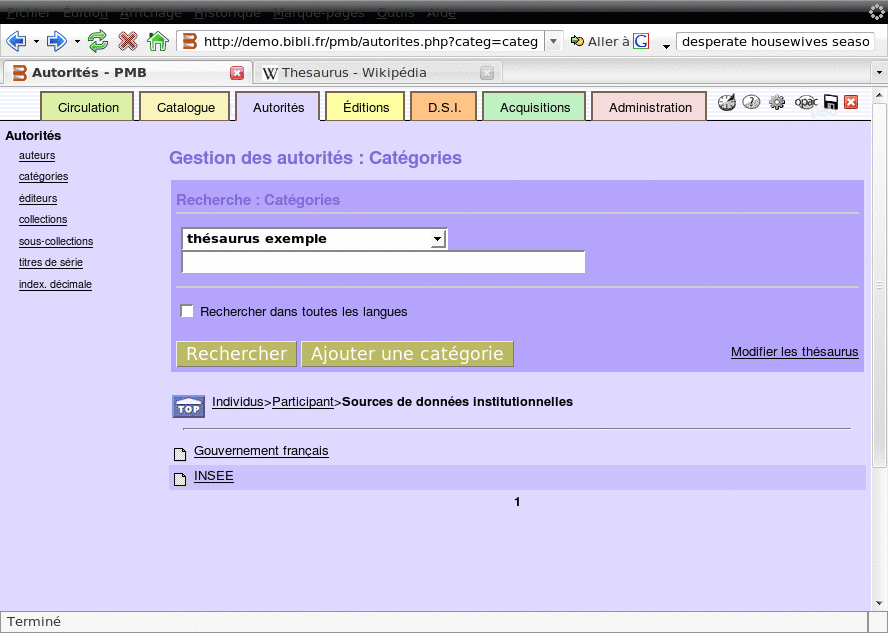 Fichier Édition Affichage Historique Marque-pages Outils Aide
http://demo.bibli.fr/pmb/autorites.php?categ=categ Aller à G desperate housewives seaso
Autorités - PMB W Thesaurus - Wikipédia
Circulation Catalogue Autorités Éditions D.S.I. Acquisitions Administration opac
Autorités
auteurs
catégories
éditeurs
collections
sous-collections
titres de série
index. décimale
Gestion des autorités : Catégories
Recherche : Catégories
thésaurus exemple
Rechercher dans toutes les langues
Rechercher Ajouter une catégorie Modifier les thésaurus
TOP Individus>Participant>Sources de données institutionnelles
Gouvernement français
INSEE
1
Terminé